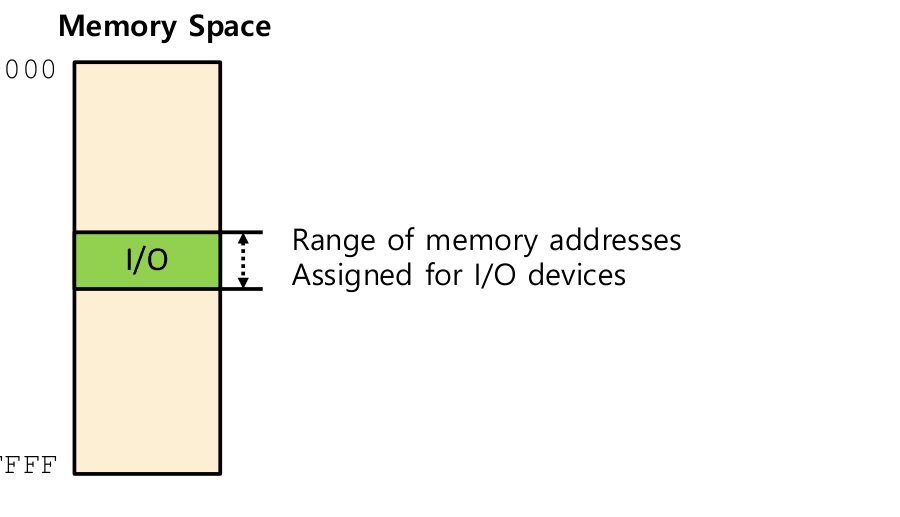 Memory Space
000
I/O
Range of memory addresses
Assigned for I/O devices
FFF